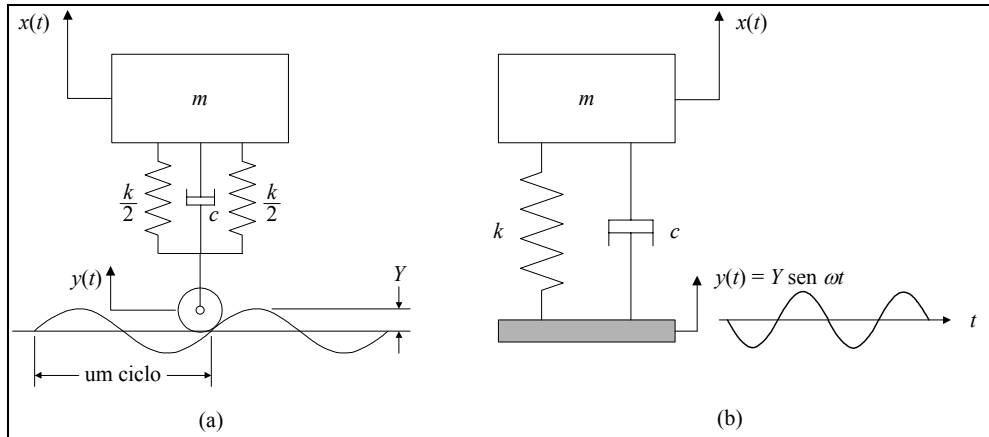 x(t)
m
k/2
c
k/2
y(t)
Y
um ciclo
(a)
x(t)
m
k
c
y(t) = Y sen ωt
t
(b)